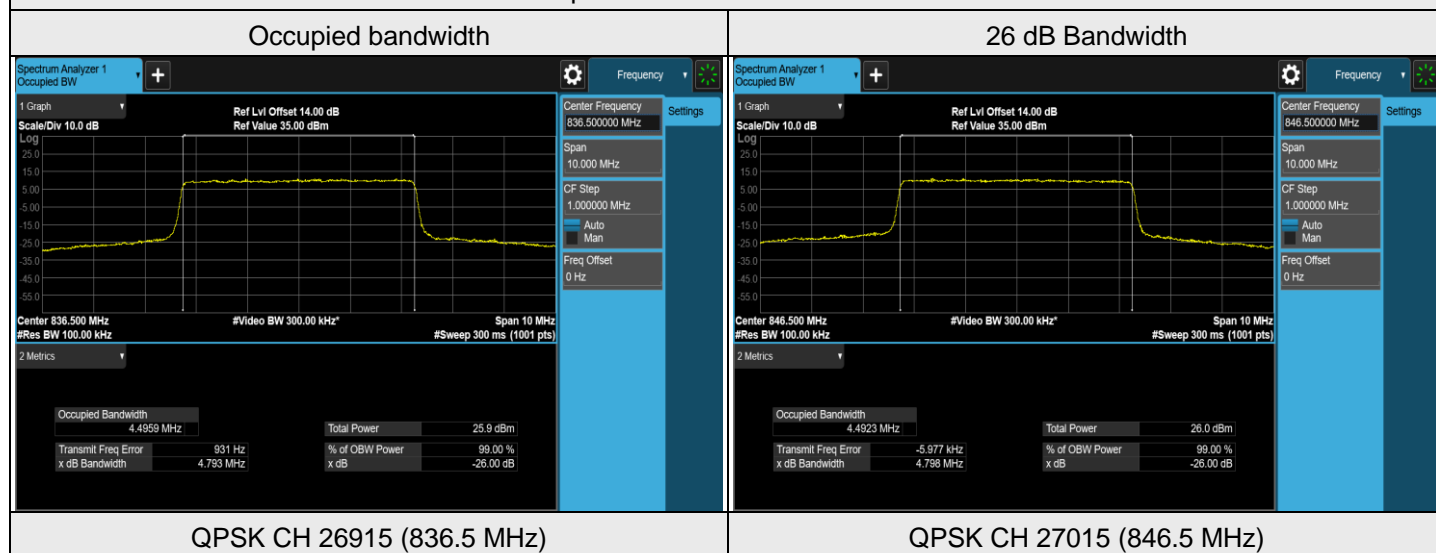 Occupied bandwidth
26 dB Bandwidth
Spectrum Analyzer 1
Occupied BW
+
Frequency
1 Graph
Scale/Div 10.0 dB
Ref Lvl Offset 14.00 dB
Ref Value 35.00 dBm
Log
25.0
15.0
5.00
-5.00
-15.0
-25.0
-35.0
-45.0
-55.0
Center 836.500 MHz
#Res BW 100.00 kHz
#Video BW 300.00 kHz*
Span 10 MHz
#Sweep 300 ms (1001 pts)
Center Frequency
836.500000 MHz
Settings
Span
10.000 MHz
CF Step
1.000000 MHz
Auto
Man
Freq Offset
0 Hz
2 Metrics
Occupied Bandwidth
4.4959 MHz
Total Power 25.9 dBm
Transmit Freq Error 931 Hz
% of OBW Power 99.00 %
x dB Bandwidth 4.793 MHz
x dB -26.00 dB
Spectrum Analyzer 1
Occupied BW
+
Frequency
1 Graph
Scale/Div 10.0 dB
Ref Lvl Offset 14.00 dB
Ref Value 35.00 dBm
Log
25.0
15.0
5.00
-5.00
-15.0
-25.0
-35.0
-45.0
-55.0
Center 846.500 MHz
#Res BW 100.00 kHz
#Video BW 300.00 kHz*
Span 10 MHz
#Sweep 300 ms (1001 pts)
Center Frequency
846.500000 MHz
Settings
Span
10.000 MHz
CF Step
1.000000 MHz
Auto
Man
Freq Offset
0 Hz
2 Metrics
Occupied Bandwidth
4.4923 MHz
Total Power 26.0 dBm
Transmit Freq Error -5.977 kHz
% of OBW Power 99.00 %
x dB Bandwidth 4.798 MHz
x dB -26.00 dB
QPSK CH 26915 (836.5 MHz)
QPSK CH 27015 (846.5 MHz)